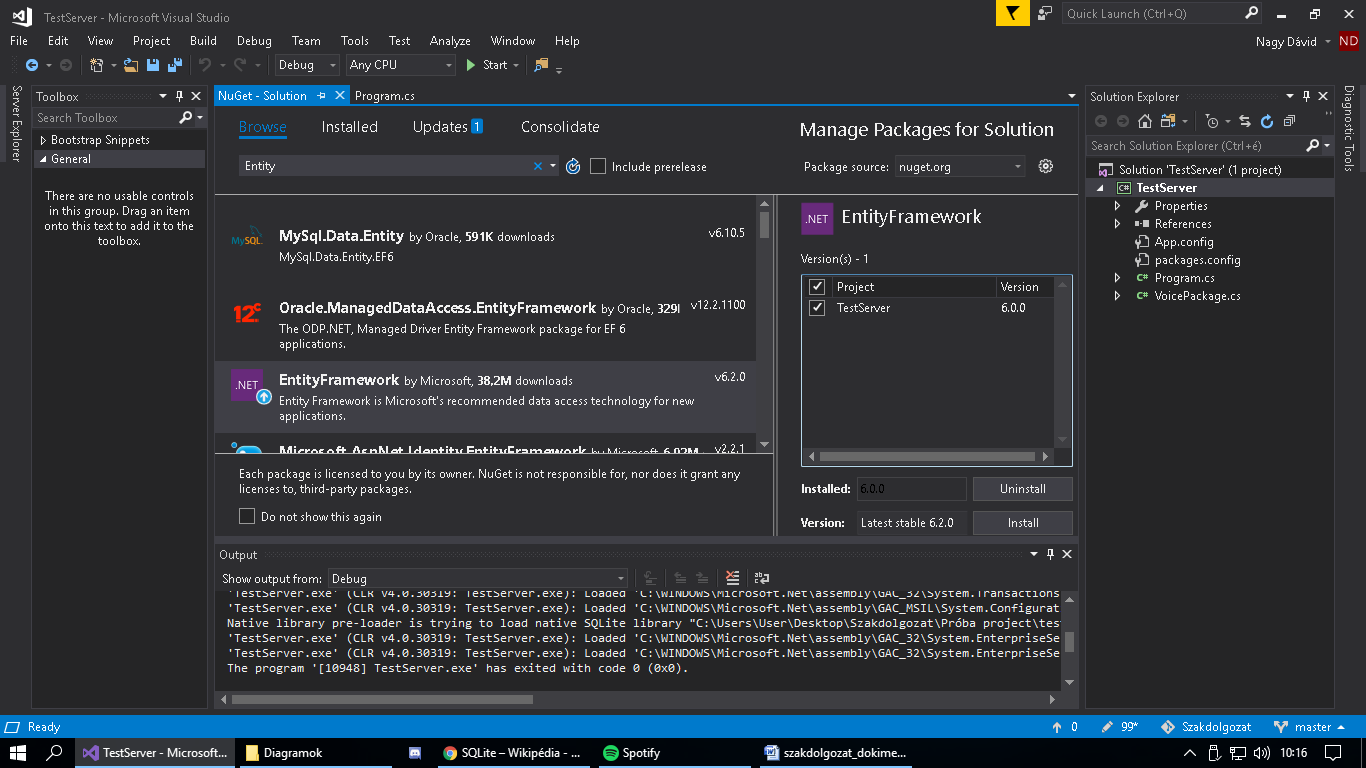 TestServer - Microsoft Visual Studio
Quick Launch (Ctrl+Q)
File Edit View Project Build Debug Team Tools Test Analyze Window Help
Nagy Dávid ND
Debug Any CPU Start
Server Explorer
Toolbox
Search Toolbox
Bootstrap Snippets
General
There are no usable controls
in this group. Drag an item
onto this text to add it to the
toolbox.
NuGet - Solution Program.cs
Browse Installed Updates 1 Consolidate
Manage Packages for Solution
Entity
Include prerelease
Package source: nuget.org
MySQL
MySql.Data.Entity by Oracle, 591K downloads v6.10.5
MySql.Data.Entity.EF6
12c
Oracle.ManagedDataAccess.EntityFramework by Oracle, v12.2.1100
The ODP.NET, Managed Driver Entity Framework package for EF 6
applications.
.NET
EntityFramework by Microsoft, 38,2M downloads v6.2.0
Entity Framework is Microsoft's recommended data access technology for new
applications.
Microsoft.AspNet.Identity.EntityFramework by Microsoft, 6,02M v2.2.1
Each package is licensed to you by its owner. NuGet is not responsible for, nor does it grant any
licenses to, third-party packages.
Do not show this again
.NET EntityFramework
Version(s) - 1
Project Version
TestServer 6.0.0
Installed: 6.0.0 Uninstall
Version: Latest stable 6.2.0 Install
Output
Show output from: Debug
'TestServer.exe' (CLR v4.0.30319: TestServer.exe): Loaded 'C:\WINDOWS\Microsoft.Net\assembly\GAC_32\System.Transactions
'TestServer.exe' (CLR v4.0.30319: TestServer.exe): Loaded 'C:\WINDOWS\Microsoft.Net\assembly\GAC_MSIL\System.Configurat
Native library pre-loader is trying to load native SQLite library "C:\Users\User\Desktop\Szakdolgozat\Próba project\test
'TestServer.exe' (CLR v4.0.30319: TestServer.exe): Loaded 'C:\WINDOWS\Microsoft.Net\assembly\GAC_32\System.EnterpriseSe
'TestServer.exe' (CLR v4.0.30319: TestServer.exe): Loaded 'C:\WINDOWS\Microsoft.Net\assembly\GAC_32\System.EnterpriseSe
The program '[10948] TestServer.exe' has exited with code 0 (0x0).
Solution Explorer
Search Solution Explorer (Ctrl+é)
Solution 'TestServer' (1 project)
C# TestServer
Properties
References
App.config
packages.config
C# Program.cs
C# VoicePackage.cs
Diagnostic Tools
Ready
0 99* Szakdolgozat master
TestServer - Microsoft... Diagramok SQLite – Wikipédia - ... Spotify szakdolgozat_dokime... 10:16